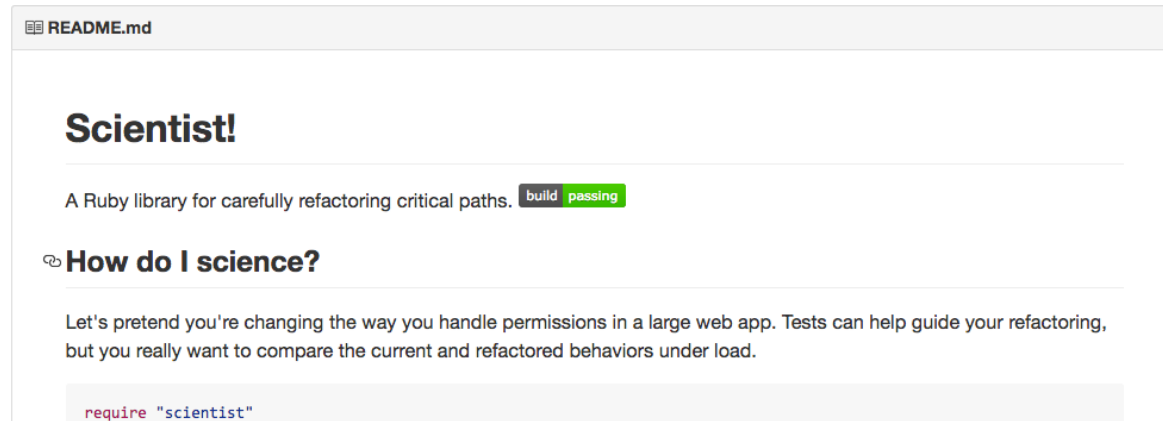 README.md
Scientist!
A Ruby library for carefully refactoring critical paths. build passing
How do I science?
Let's pretend you're changing the way you handle permissions in a large web app. Tests can help guide your refactoring,
but you really want to compare the current and refactored behaviors under load.
require "scientist"